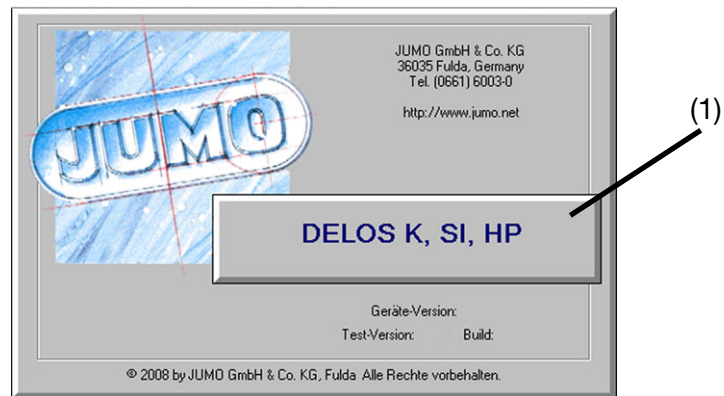 JUMO GmbH & Co. KG
36035 Fulda, Germany
Tel. (0661) 6003-0
http://www.jumo.net
(1)
JUMO
DELOS K, SI, HP
Geräte-Version:
Test-Version: Build:
© 2008 by JUMO GmbH & Co. KG, Fulda Alle Rechte vorbehalten.